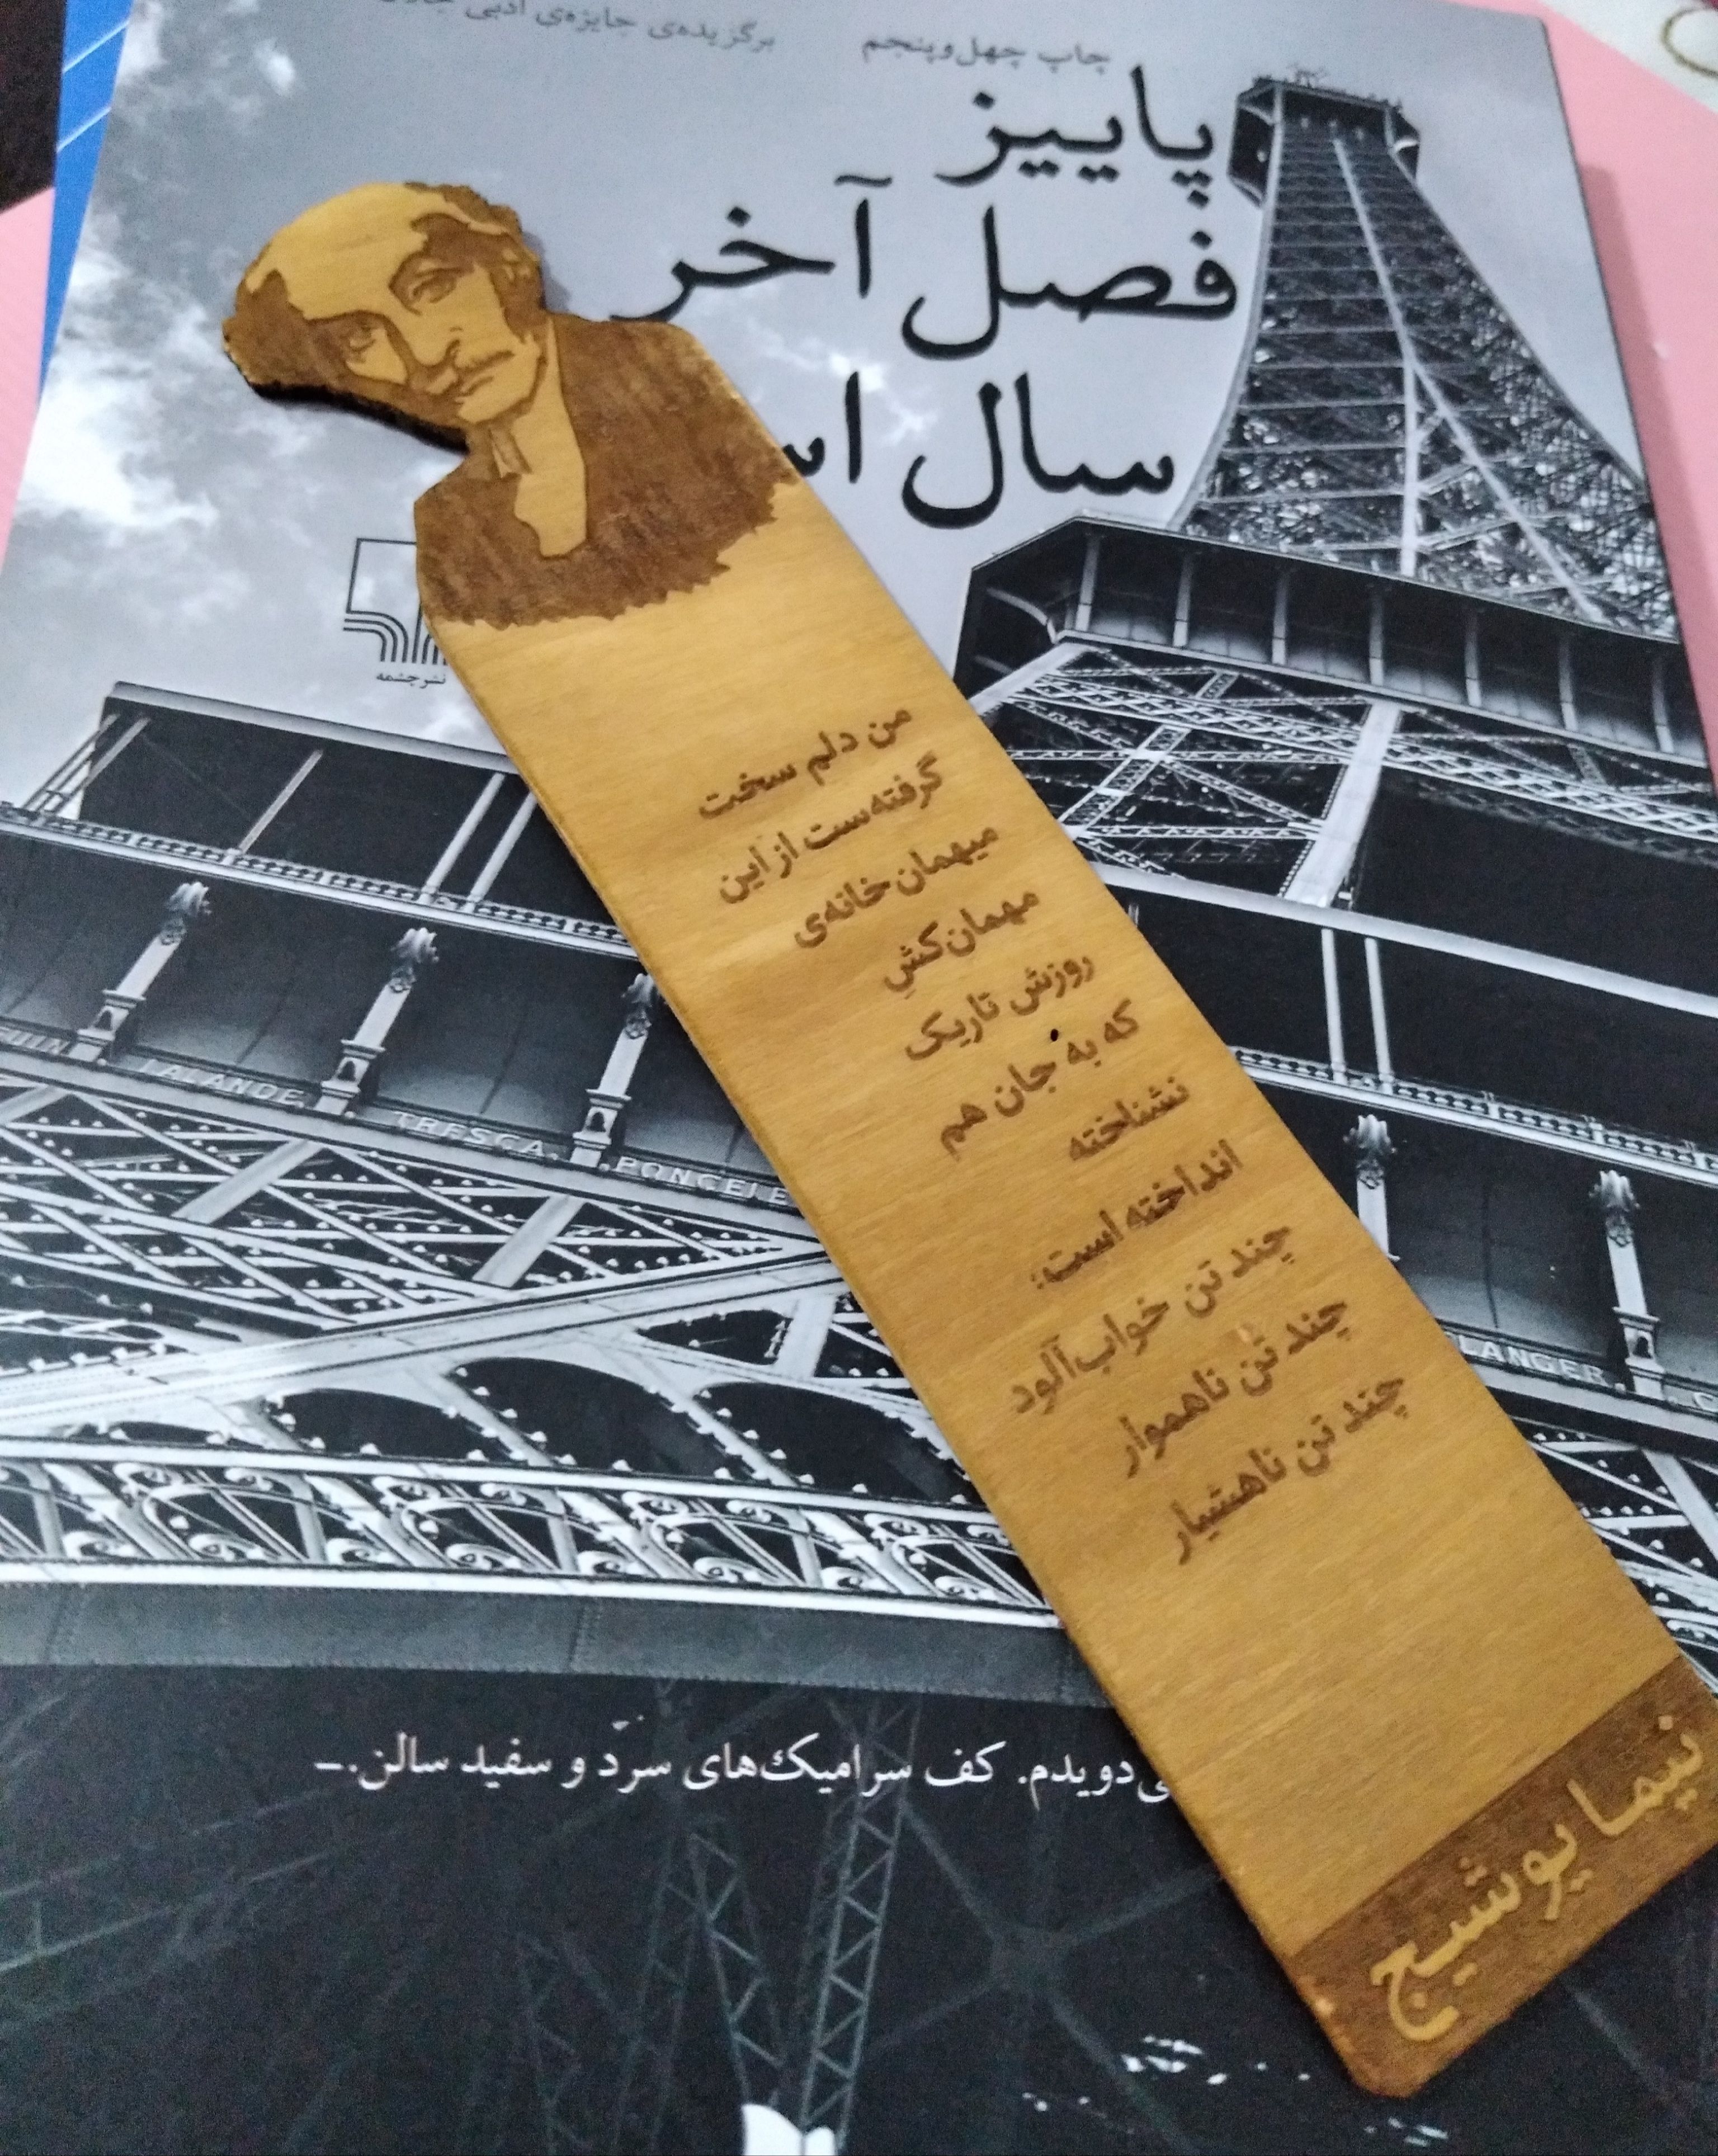 چاپ چهل‌وپنجم
برگزیده‌ی جایزه‌ی ادبی
پاییز
فصل آخر
سال
نشرچشمه
من دلم سخت
گرفته‌ست از این
میهمان‌خانه‌ی
مهمان‌کشِ
روزش تاریک
که به جان هم
نشناخته
انداخته است:
چند تن خواب‌آلود
چند تن ناهموار
چند تن ناهشیار
نیما یوشیج
LALANDE
TRESCA
PONCELE
LANGER
ی‌دویدم. کف سرامیک‌های سرد و سفید سالن.-